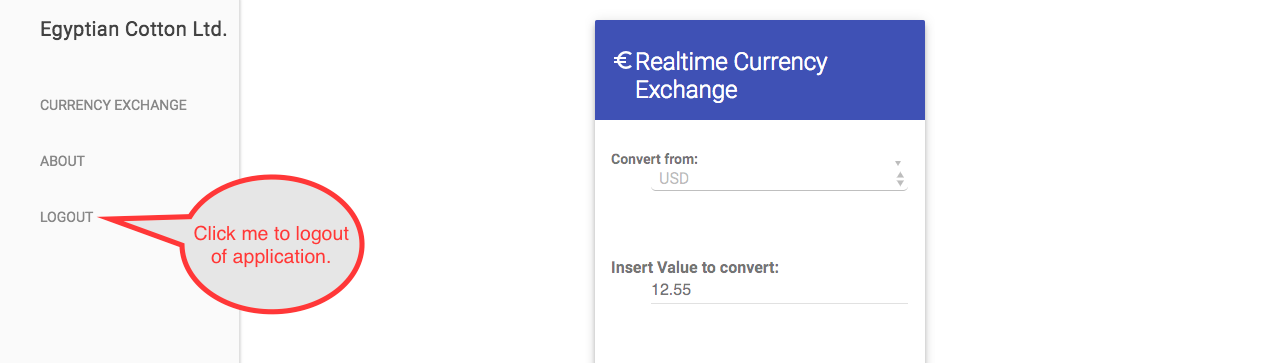 Egyptian Cotton Ltd.
CURRENCY EXCHANGE
ABOUT
LOGOUT
Click me to logout
of application.
€Realtime Currency
Exchange
Convert from:
USD
Insert Value to convert:
12.55